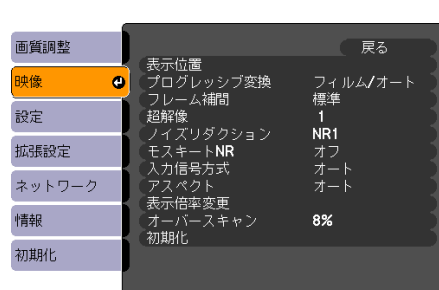 画質調整
映像
設定
拡張設定
ネットワーク
情報
初期化
戻る
表示位置
プログレッシブ変換 フィルム/オート
フレーム補間 標準
超解像 1
ノイズリダクション NR1
モスキートNR オフ
入力信号方式 オート
アスペクト オート
表示倍率変更
オーバースキャン 8%
初期化